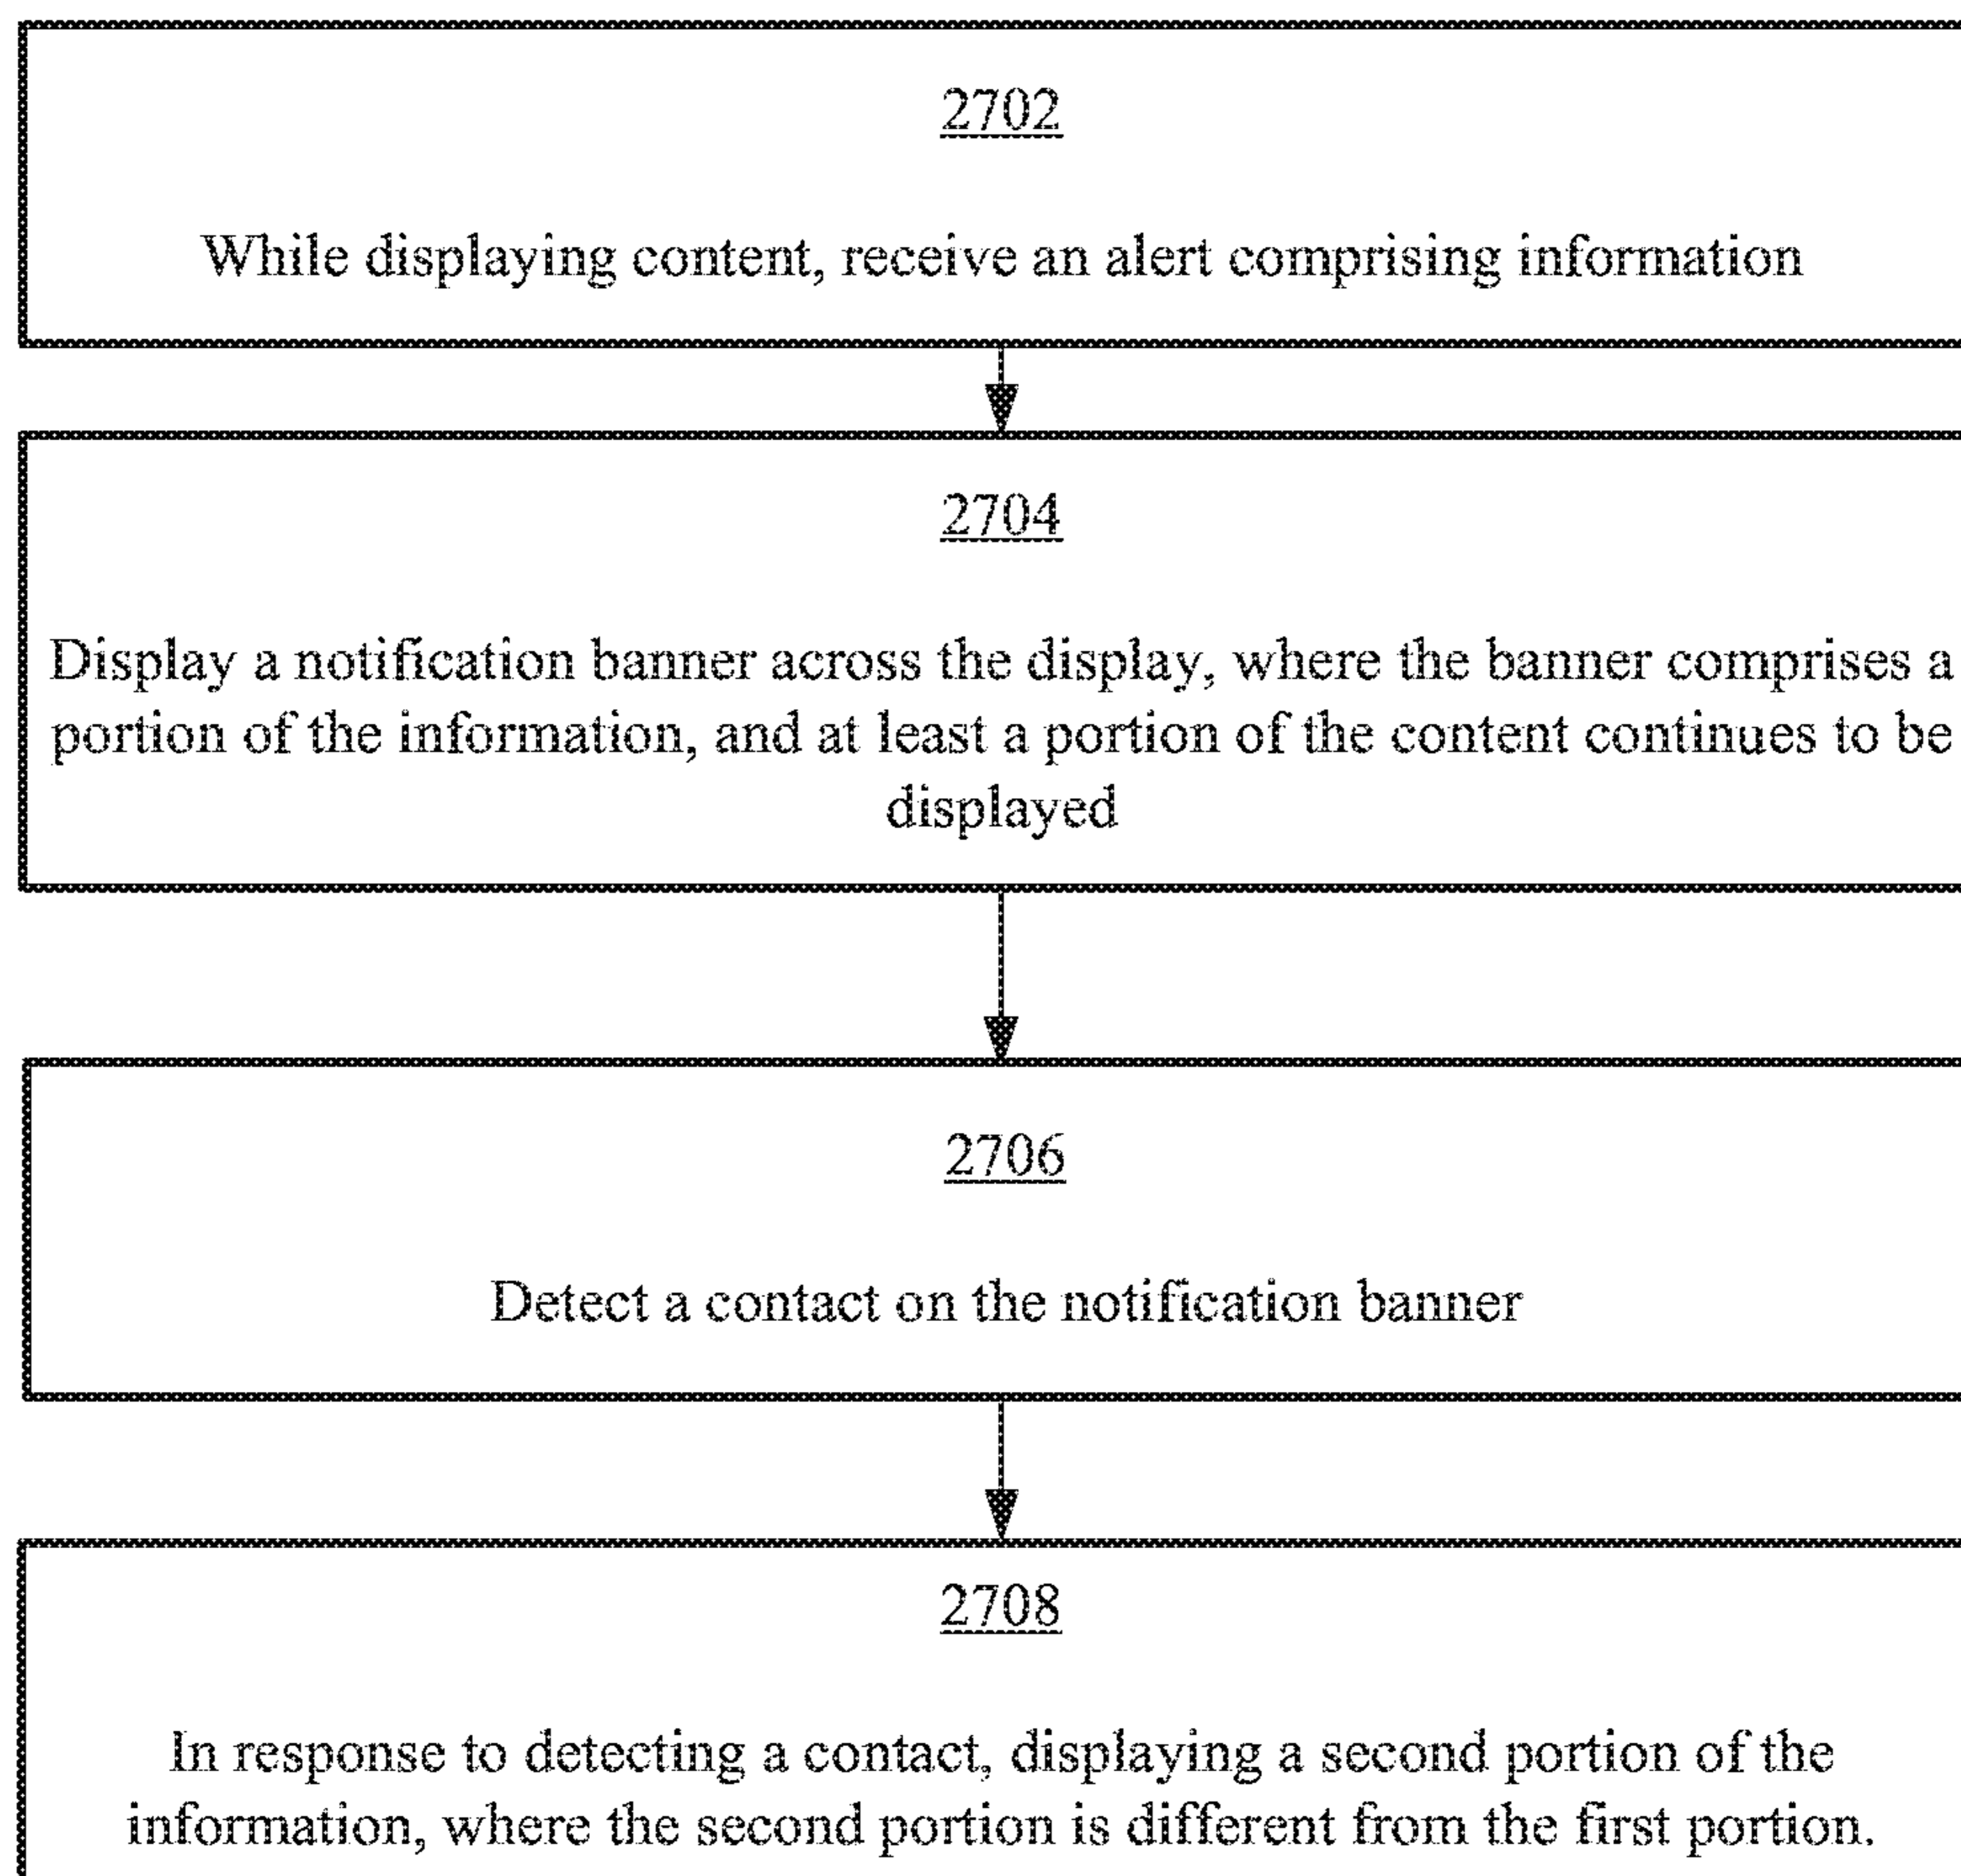 2702
While displaying content, receive an alert comprising information
2704
Display a notification banner across the display, where the banner comprises a
portion of the information, and at least a portion of the content continues to be
displayed
2706
Detect a contact on the notification banner
2708
In response to detecting a contact, displaying a second portion of the
information, where the second portion is different from the first portion.